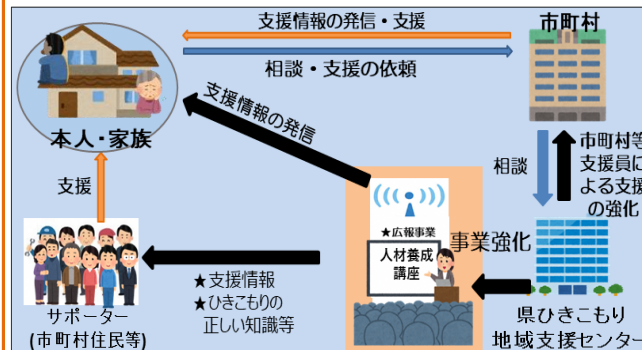 支援情報の発信・支援
市町村
相談・支援の依頼
本人・家族
支援情報の発信
支援
相談
市町村等
支援員に
よる支援
の強化
★広報事業
人材養成
講座
事業強化
★支援情報
★ひきこもりの
正しい知識等
サポーター
(市町村住民等)
県ひきこもり
地域支援センター